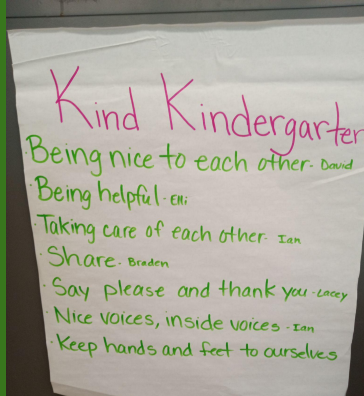 Kind Kindergarter
· Being nice to each other - David
· Being helpful - Elli
· Taking care of each other - Ian
· Share - Braden
· Say please and thank you - Lacey
· Nice voices, inside voices - Ian
· Keep hands and feet to ourselves